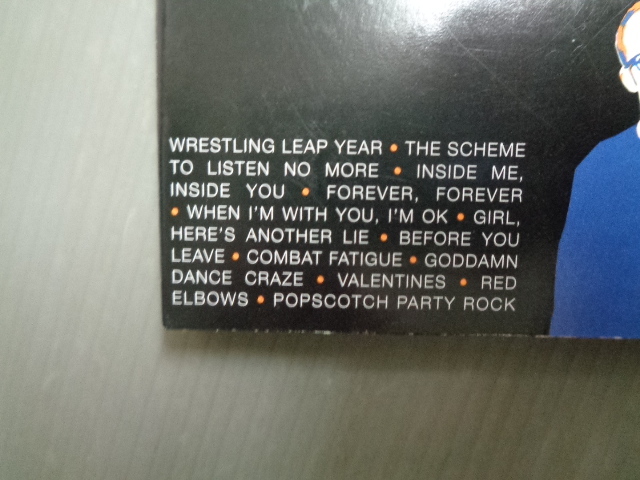 WRESTLING LEAP YEAR • THE SCHEME
TO LISTEN NO MORE • INSIDE ME,
INSIDE YOU • FOREVER, FOREVER
• WHEN I'M WITH YOU, I'M OK • GIRL,
HERE'S ANOTHER LIE • BEFORE YOU
LEAVE • COMBAT FATIGUE • GODDAMN
DANCE CRAZE • VALENTINES • RED
ELBOWS • POPSCOTCH PARTY ROCK